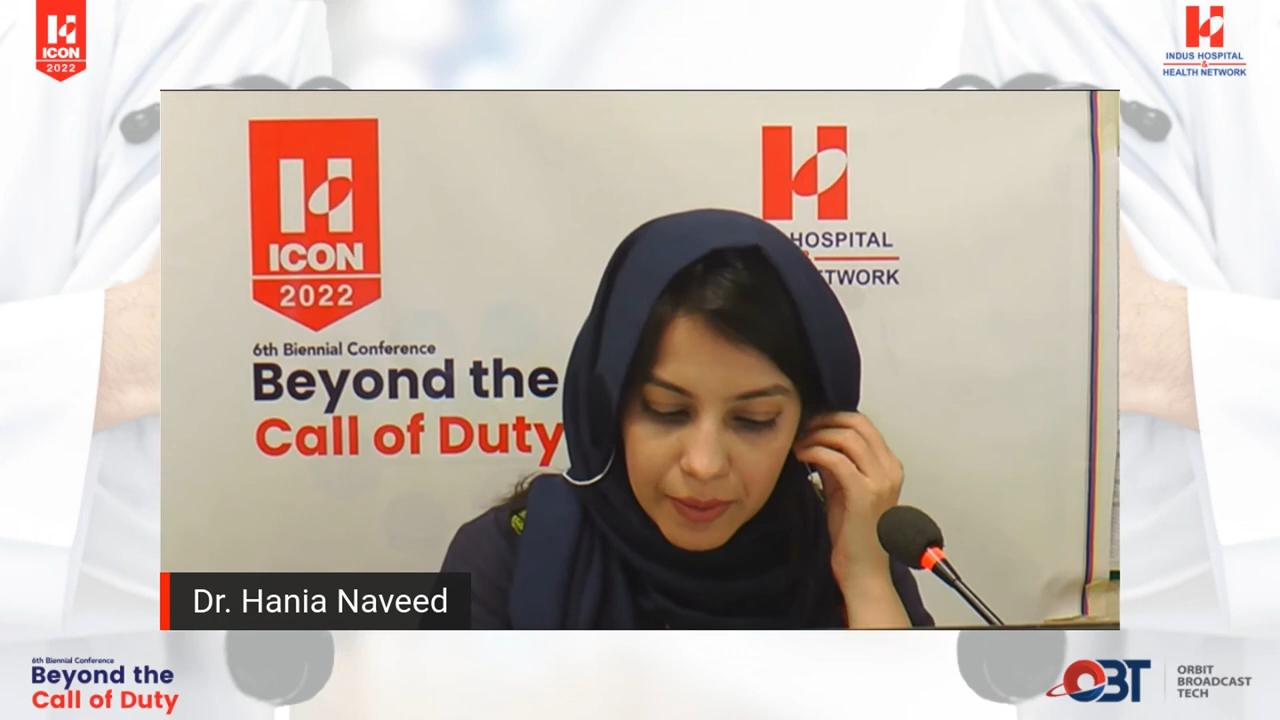 ICON
2022
INDUS HOSPITAL
&
HEALTH NETWORK
ICON
2022
6th Biennial Conference
Beyond the
Call of Duty
HOSPITAL
&
TWORK
Dr. Hania Naveed
6th Biennial Conference
Beyond the
Call of Duty
OBT
ORBIT
BROADCAST
TECH